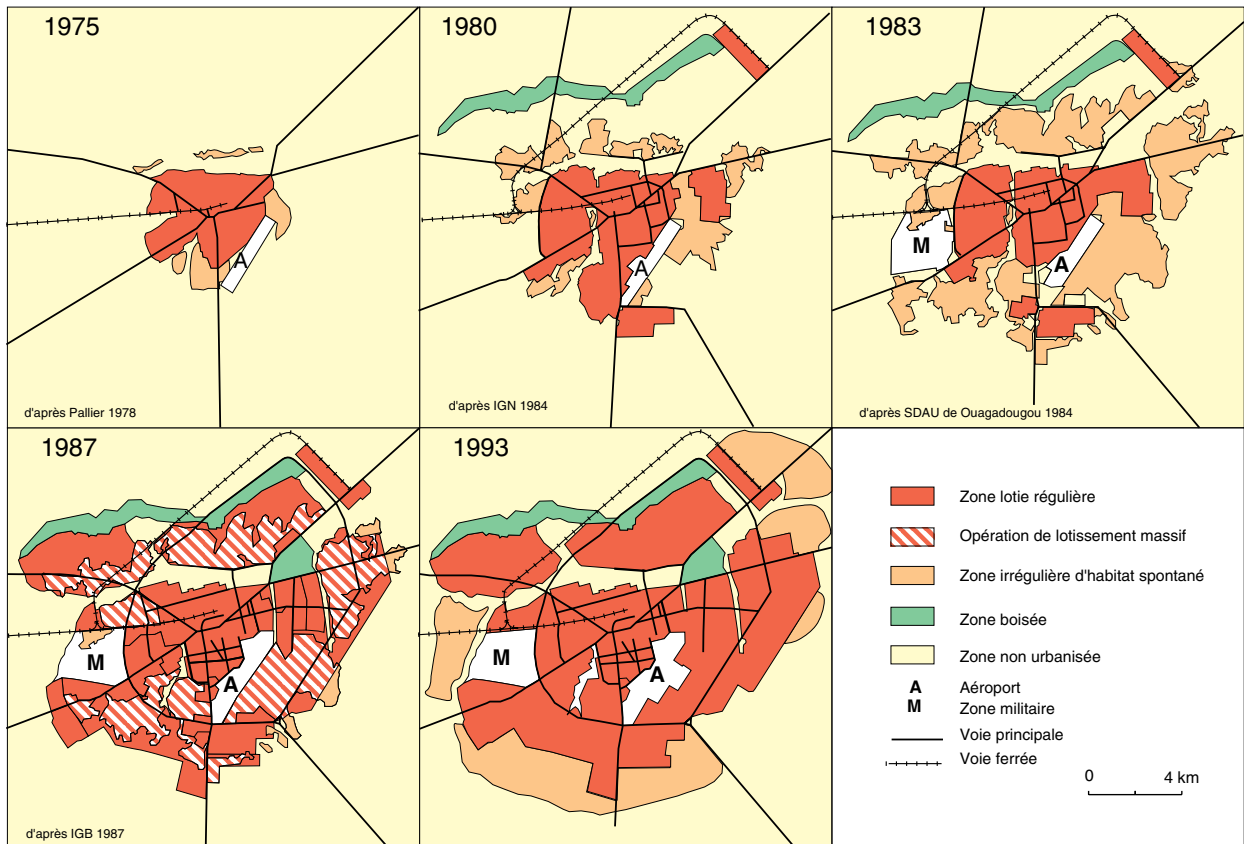 1975
A
d'après Pallier 1978
1980
A
d'après IGN 1984
1983
M
A
d'après SDAU de Ouagadougou 1984
1987
M
A
d'après IGB 1987
1993
M
A
Zone lotie régulière
Opération de lotissement massif
Zone irrégulière d'habitat spontané
Zone boisée
Zone non urbanisée
A Aéroport
M Zone militaire
Voie principale
Voie ferrée
0 4 km